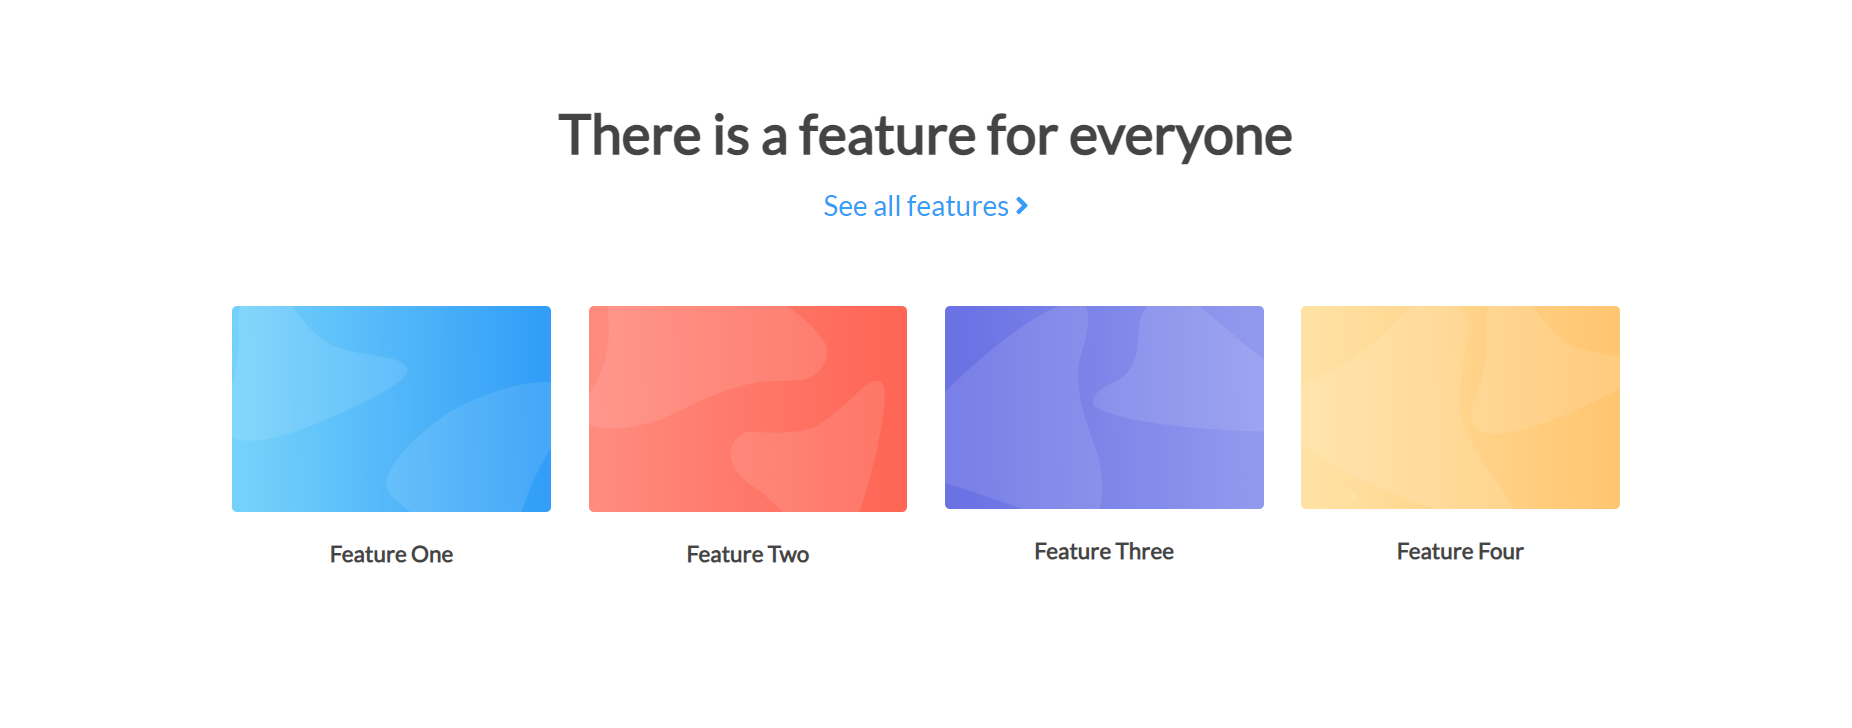 There is a feature for everyone
See all features
Feature One
Feature Two
Feature Three
Feature Four